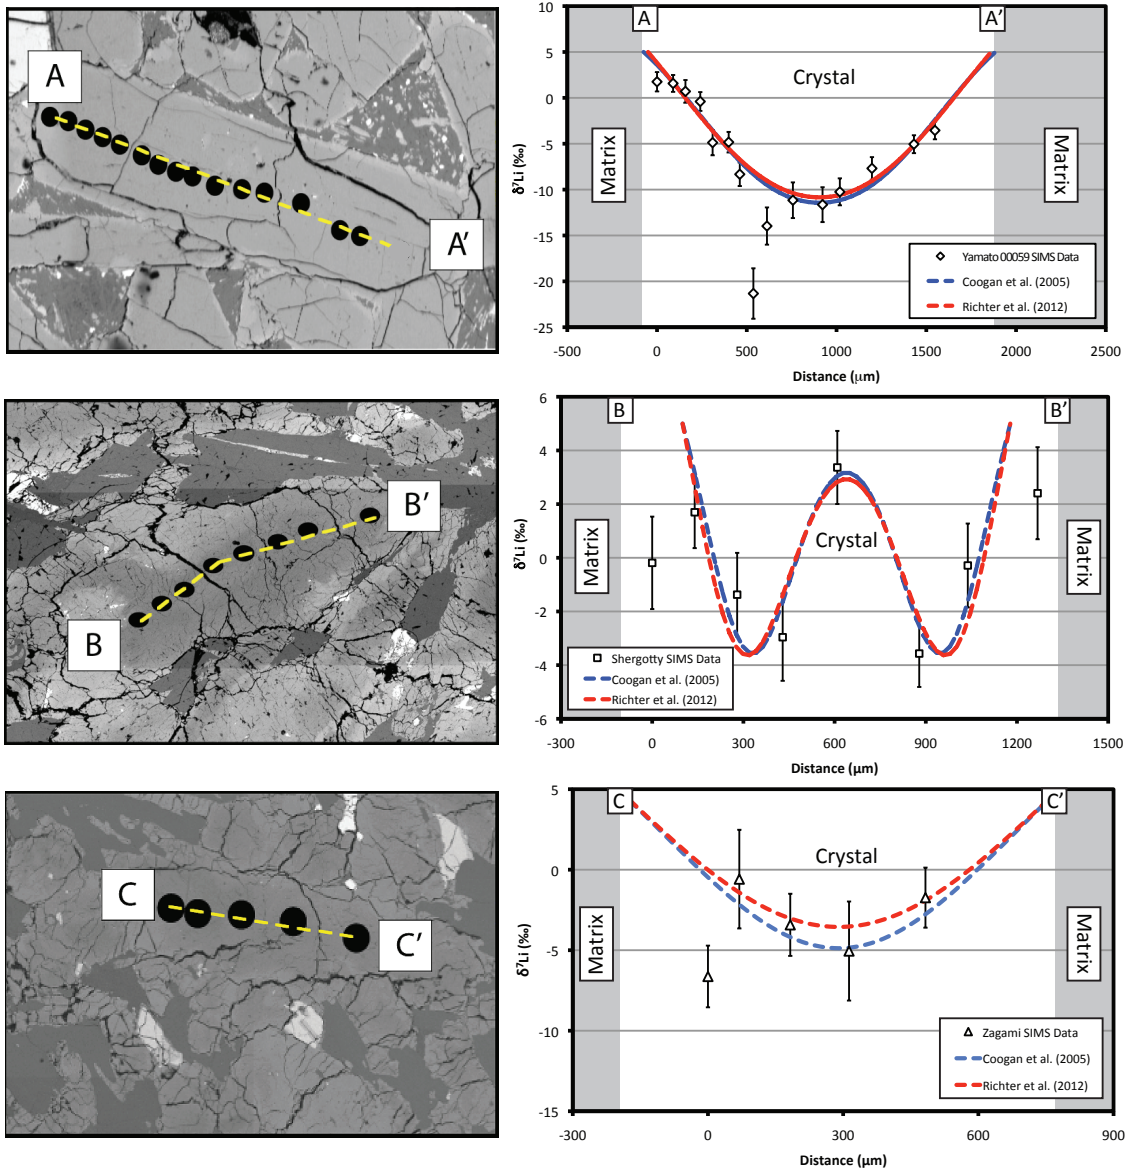 A
A’
A
A’
10
5
0
-5
-10
-15
-20
-25
δ⁷Li (‰)
Crystal
Matrix
Matrix
Yamato 00059 SIMS Data
Coogan et al. (2005)
Richter et al. (2012)
-500
0
500
1000
1500
2000
2500
Distance (μm)
B’
B
B
B’
6
4
2
0
-2
-4
-6
δ⁷Li (‰)
Crystal
Matrix
Matrix
Shergotty SIMS Data
Coogan et al. (2005)
Richter et al. (2012)
-300
0
300
600
900
1200
1500
Distance (μm)
C
C’
C
C’
5
0
-5
-10
-15
δ⁷Li (‰)
Crystal
Matrix
Matrix
Zagami SIMS Data
Coogan et al. (2005)
Richter et al. (2012)
-300
0
300
600
900
Distance (μm)